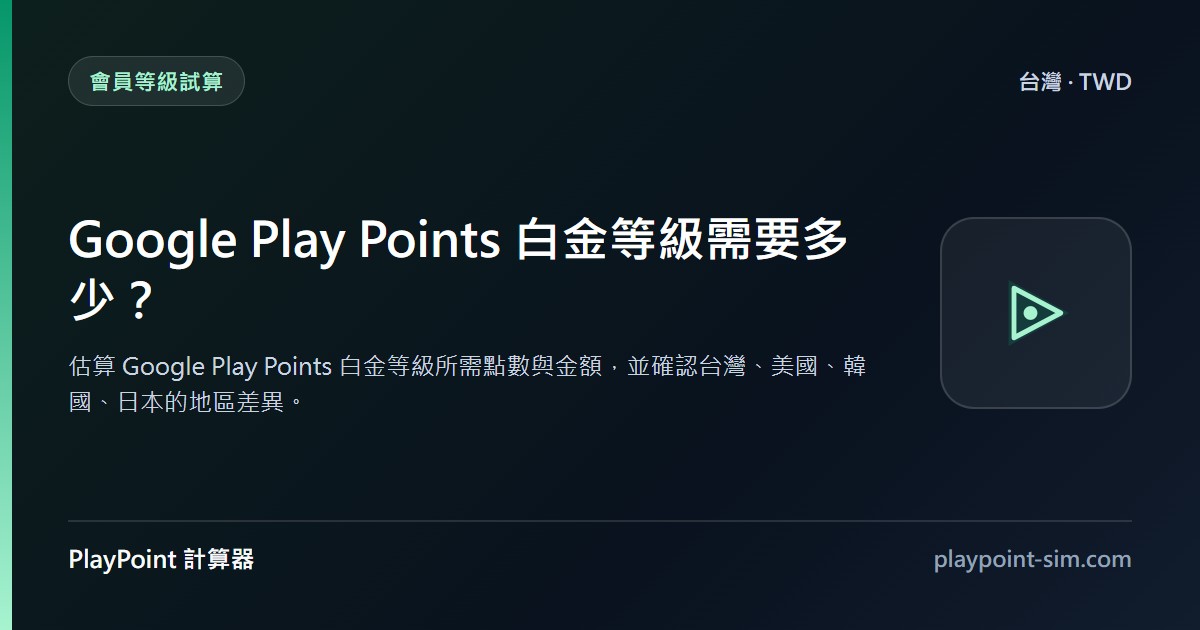 會員等級試算
台灣 · TWD
Google Play Points 白金等級需要多
少？
估算 Google Play Points 白金等級所需點數與金額，並確認台灣、美國、韓
國、日本的地區差異。
PlayPoint 計算器
playpoint-sim.com